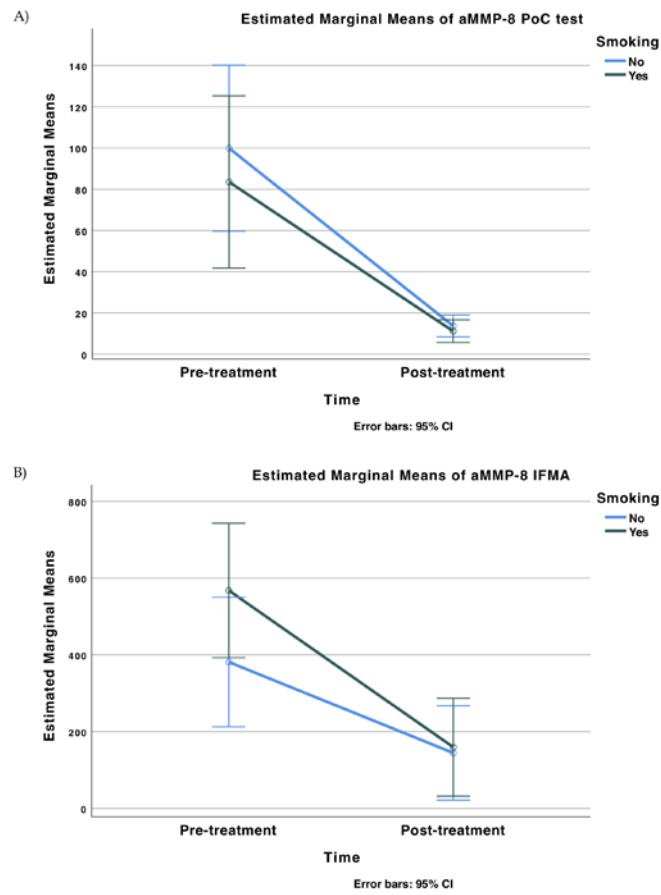 A)
Estimated Marginal Means of aMMP-8 PoC test
Smoking
No
Yes
Estimated Marginal Means
140
120
100
80
60
40
20
0
Pre-treatment
Post-treatment
Time
Error bars: 95% CI
B)
Estimated Marginal Means of aMMP-8 IFMA
Smoking
No
Yes
Estimated Marginal Means
800
600
400
200
0
Pre-treatment
Post-treatment
Time
Error bars: 95% CI